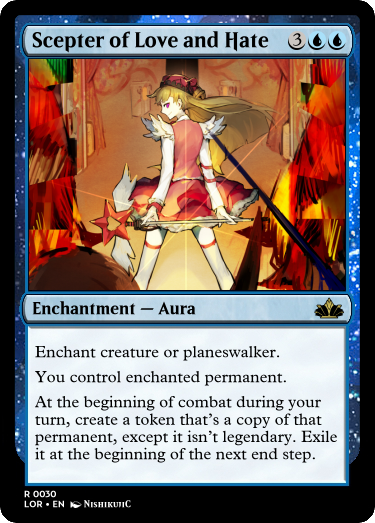 Scepter of Love and Hate 3
Enchantment — Aura
Enchant creature or planeswalker.
You control enchanted permanent.
At the beginning of combat during your
turn, create a token that's a copy of that
permanent, except it isn't legendary. Exile
it at the beginning of the next end step.
R 0030
LOR • EN NishikujiC